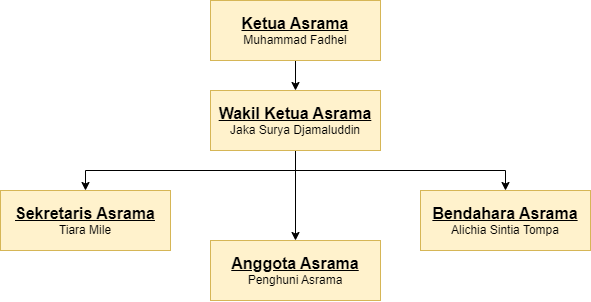 Ketua Asrama
Muhammad Fadhel
Wakil Ketua Asrama
Jaka Surya Djamaluddin
Sekretaris Asrama
Tiara Mile
Bendahara Asrama
Alichia Sintia Tompa
Anggota Asrama
Penghuni Asrama